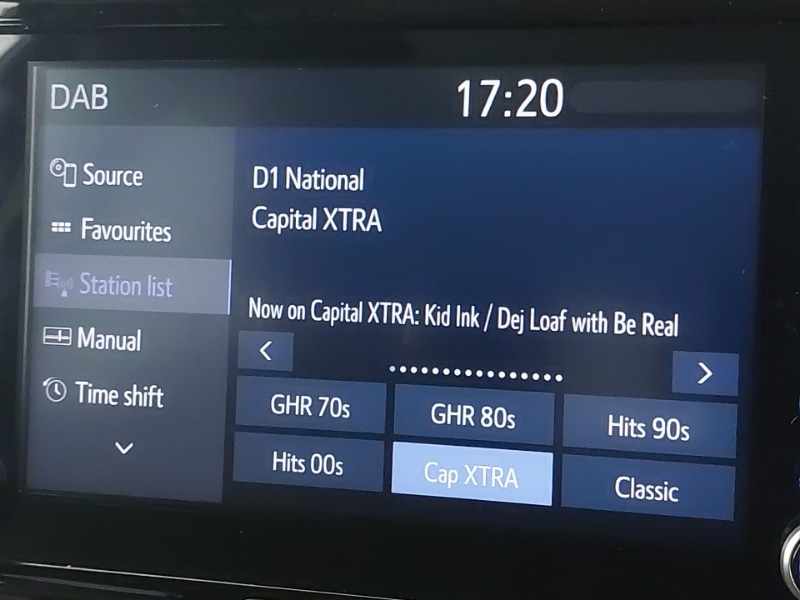 DAB
17:20
Source
Favourites
Station list
Manual
Time shift
D1 National
Capital XTRA
Now on Capital XTRA: Kid Ink / Dej Loaf with Be Real
<
>
GHR 70s
GHR 80s
Hits 90s
Hits 00s
Cap XTRA
Classic